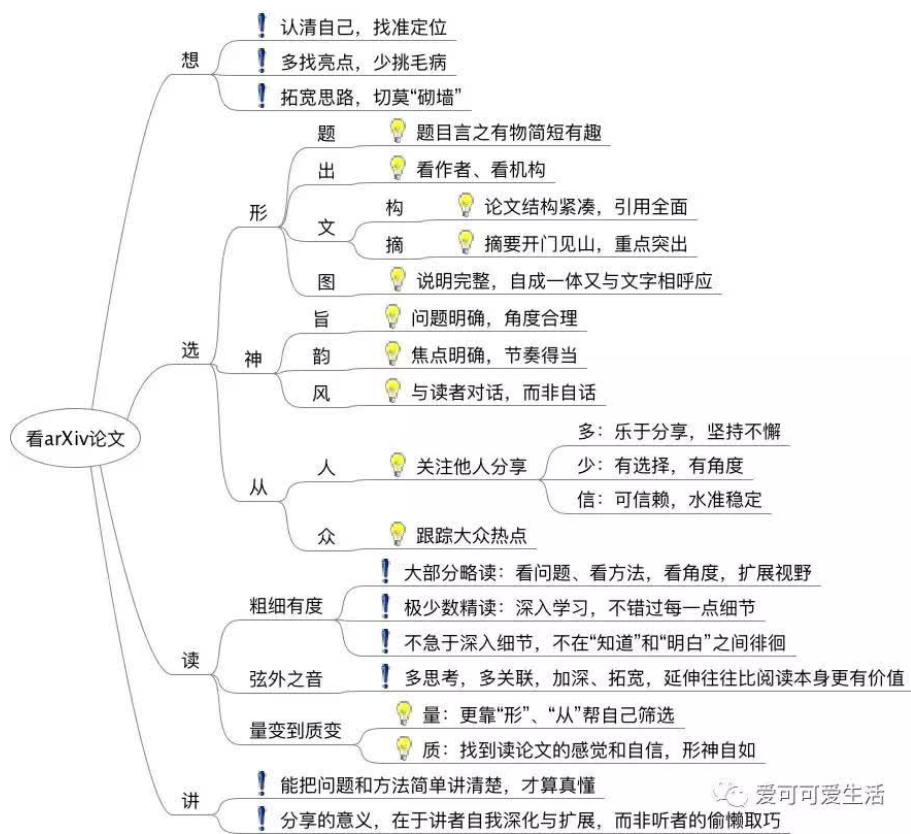 看arXiv论文
想
认清自己，找准定位
多找亮点，少挑毛病
拓宽思路，切莫“砌墙”
选
形
题
题目言之有物简短有趣
出
看作者、看机构
文
构
论文结构紧凑，引用全面
摘
摘要开门见山，重点突出
图
说明完整，自成一体又与文字相呼应
神
旨
问题明确，角度合理
韵
焦点明确，节奏得当
风
与读者对话，而非自话
从
人
关注他人分享
多：乐于分享，坚持不懈
少：有选择，有角度
信：可信赖，水准稳定
众
跟踪大众热点
读
粗细有度
大部分略读：看问题、看方法，看角度，扩展视野
极少数精读：深入学习，不错过每一点细节
不急于深入细节，不在“知道”和“明白”之间徘徊
弦外之音
多思考，多关联，加深、拓宽，延伸往往比阅读本身更有价值
量变到质变
量：更靠“形”、“从”帮自己筛选
质：找到读论文的感觉和自信，形神自如
讲
能把问题和方法简单讲清楚，才算真懂
分享的意义，在于讲者自我深化与扩展，而非听者的偷懒取巧
爱可可爱生活